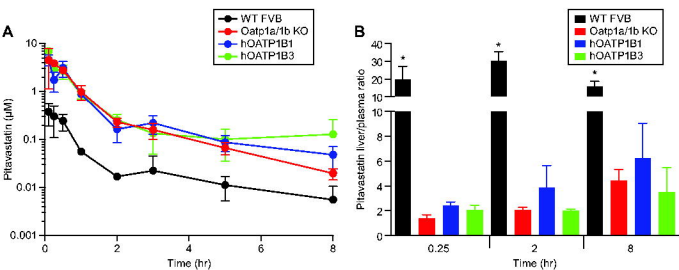 WT FVB
Oatp1a/1b KO
hOATP1B1
hOATP1B3
A
Pitavastatin (µM)
10
1
0.1
0.01
0.001
0
2
4
6
8
Time (hr)
WT FVB
Oatp1a/1b KO
hOATP1B1
hOATP1B3
B
Pitavastatin liver/plasma ratio
40
30
20
10
8
6
4
2
0
*
*
*
0.25
2
8
Time (hr)